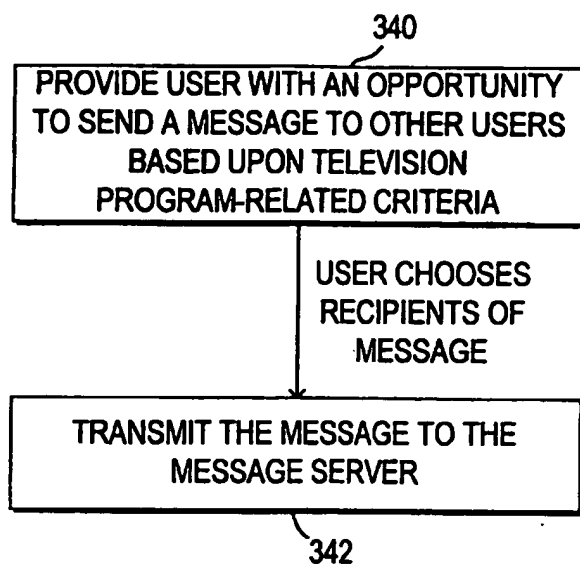 340
PROVIDE USER WITH AN OPPORTUNITY
TO SEND A MESSAGE TO OTHER USERS
BASED UPON TELEVISION
PROGRAM-RELATED CRITERIA
USER CHOOSES
RECIPIENTS OF
MESSAGE
TRANSMIT THE MESSAGE TO THE
MESSAGE SERVER
342